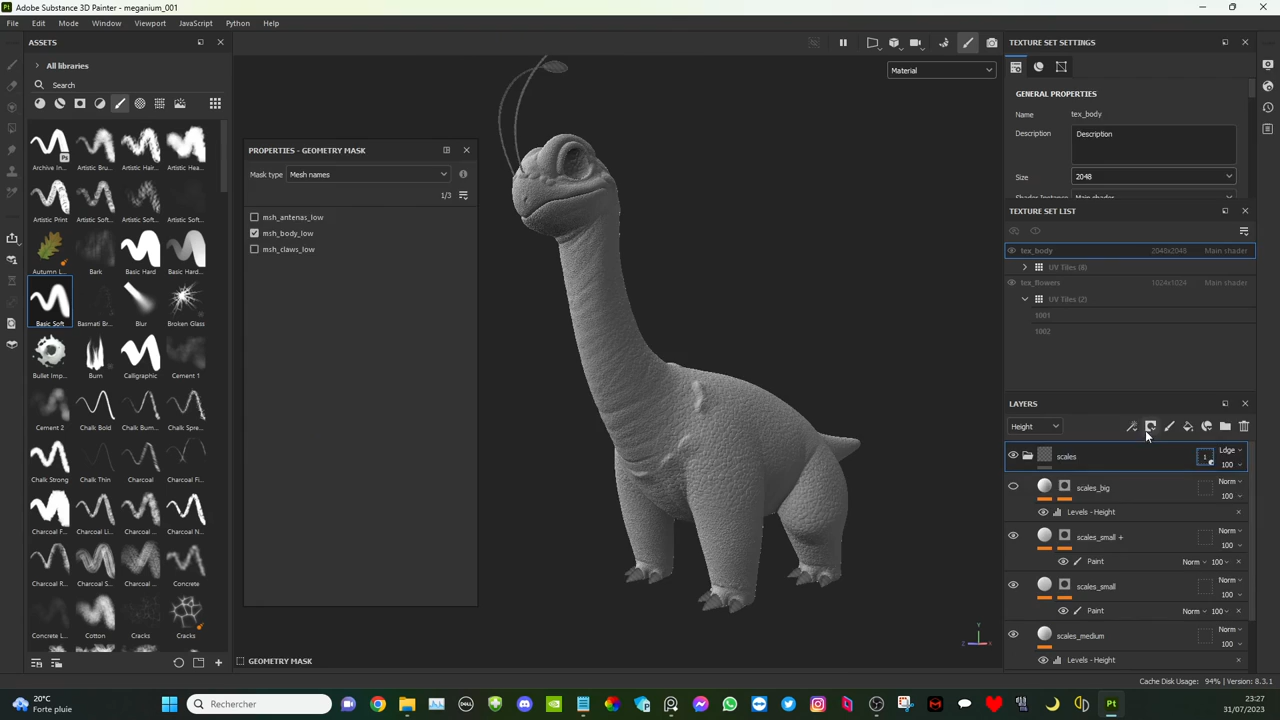 Pt Adobe Substance 3D Painter - meganium_001
File Edit Mode Window Viewport JavaScript Python Help
ASSETS
All libraries
Search
Archive In...
Artistic Bru...
Artistic Hair...
Artistic Hea...
Artistic Print
Artistic Sof...
Artistic Soft...
Artistic Soft...
Autumn L...
Bark
Basic Hard
Basic Hard...
Basic Soft
Basmati Br...
Blur
Broken Glass
Bullet Imp...
Burn
Calligraphic
Cement 1
Cement 2
Chalk Bold
Chalk Bum...
Chalk Spre...
Chalk Strong
Chalk Thin
Charcoal
Charcoal Fi...
Charcoal F...
Charcoal Li...
Charcoal M...
Charcoal N...
Charcoal R...
Charcoal S...
Charcoal ...
Concrete
Concrete L...
Cotton
Cracks
Cracks
PROPERTIES - GEOMETRY MASK
Mask type Mesh names
1/3
msh_antenas_low
msh_body_low
msh_claws_low
Material
GEOMETRY MASK
Y
Z
X
TEXTURE SET SETTINGS
GENERAL PROPERTIES
Name tex_body
Description Description
Size 2048
Shader Instance Main shader
TEXTURE SET LIST
tex_body 2048x2048 Main shader
UV Tiles (8)
tex_flowers 1024x1024 Main shader
UV Tiles (2)
1001
1002
LAYERS
Height
scales 1 Ldge
100
scales_big Norm
100
Levels - Height
scales_small + Norm
100
Paint Norm 100
scales_small Norm
100
Paint Norm 100
scales_medium Norm
100
Levels - Height
Cache Disk Usage: 94% | Version: 8.3.1
20°C
Forte pluie
Rechercher
Pt
23:27
31/07/2023